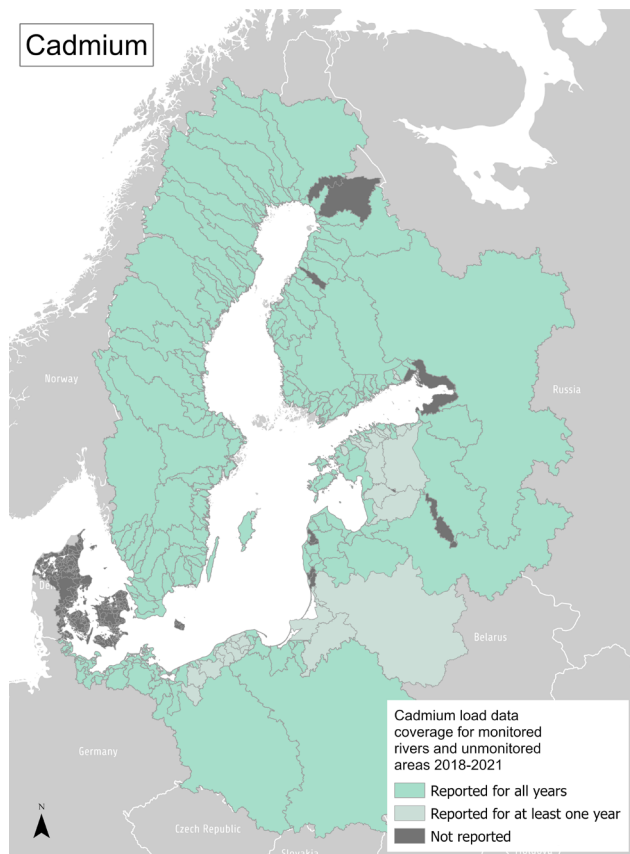 Cadmium
Norway
Russia
Belarus
Germany
Czech Republic
Cadmium load data
coverage for monitored
rivers and unmonitored
areas 2018-2021
Reported for all years
Reported for at least one year
Not reported
N